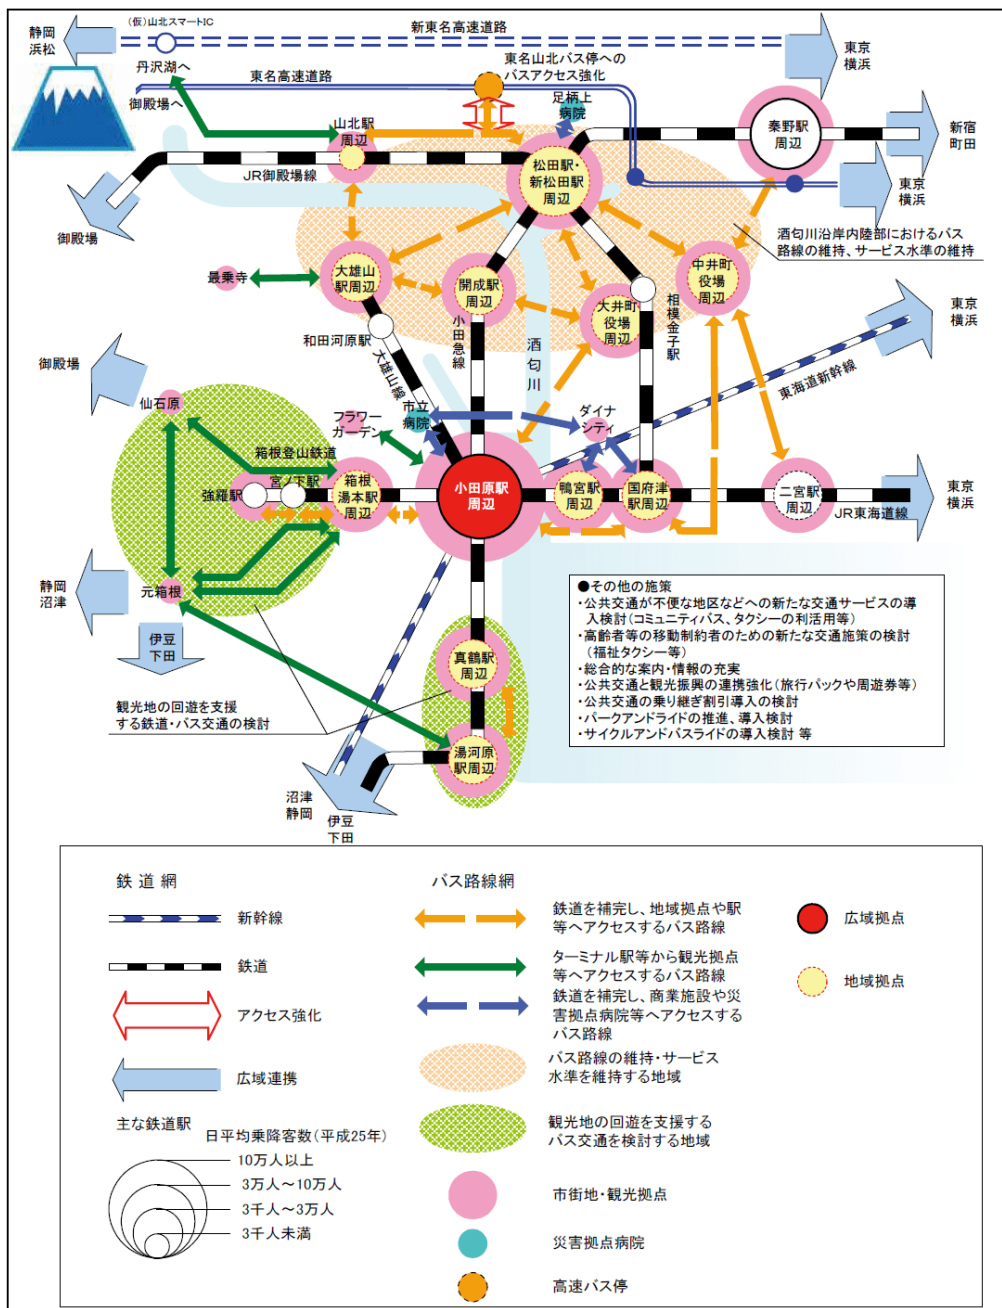 (仮)山北スマートIC
新東名高速道路
静岡
浜松
東京
横浜
丹沢湖へ
東名高速道路
東名山北バス停への
バスアクセス強化
御殿場へ
足柄上
病院
山北駅
周辺
秦野駅
周辺
新宿
町田
JR御殿場線
松田駅・
新松田駅
周辺
東京
横浜
御殿場
酒匂川沿岸内陸部におけるバス
路線の維持、サービス水準の維持
最乗寺
大雄山
駅周辺
開成駅
周辺
中井町
役場
周辺
大井町
役場
周辺
相模金子駅
東京
横浜
和田河原駅
大雄山線
小田急線
酒匂川
東海道新幹線
御殿場
仙石原
フラワー
ガーデン
市立
病院
ダイナ
シティ
箱根登山鉄道
強羅駅
宮ノ下駅
箱根
湯本駅
周辺
小田原駅
周辺
鴨宮駅
周辺
国府津
駅周辺
二宮駅
周辺
JR東海道線
東京
横浜
静岡
沼津
元箱根
伊豆
下田
●その他の施策
・公共交通が不便な地区などへの新たな交通サービスの導
入検討(コミュニティバス、タクシーの利活用等)
・高齢者等の移動制約者のための新たな交通施策の検討
(福祉タクシー等)
・総合的な案内・情報の充実
・公共交通と観光振興の連携強化(旅行パックや周遊券等)
・公共交通の乗り継ぎ割引導入の検討
・パークアンドライドの推進、導入検討
・サイクルアンドバスライドの導入検討 等
真鶴駅
周辺
観光地の回遊を支援
する鉄道・バス交通の検討
湯河原
駅周辺
沼津
静岡
伊豆
下田
鉄道網
新幹線
鉄道
アクセス強化
広域連携
主な鉄道駅
日平均乗降客数(平成25年)
10万人以上
3万人～10万人
3千人～3万人
3千人未満
バス路線網
鉄道を補完し、地域拠点や駅
等へアクセスするバス路線
ターミナル駅等から観光拠点
等へアクセスするバス路線
鉄道を補完し、商業施設や災
害拠点病院等へアクセスする
バス路線
バス路線の維持・サービス
水準を維持する地域
観光地の回遊を支援する
バス交通を検討する地域
市街地・観光拠点
災害拠点病院
高速バス停
広域拠点
地域拠点